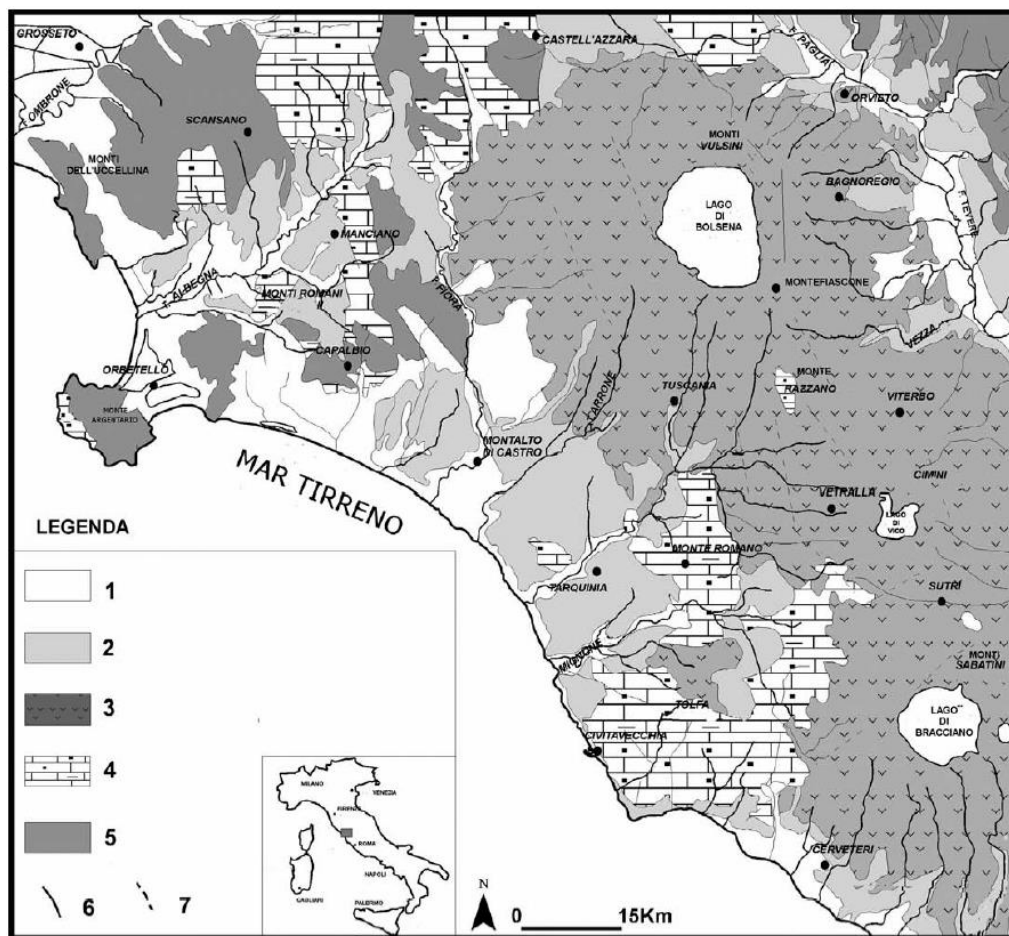 GROSSETO
CASTELL'AZZARA
F. PAGLIA
F. OMBRONE
ORVIETO
SCANSANO
MONTI
VULSINI
MONTI
DELL'UCCELLINA
BAGNOREGIO
LAGO
DI
BOLSENA
F. TEVERE
MANCIANO
F. ALBEGNA
MONTI ROMANI
F. FIORA
MONTEFIASCONE
VEZZA
CAPALBIO
ORBETELLO
MONTE
RAZZANO
TUSCANIA
VITERBO
MONTE
ARGENTARIO
MONTALTO
DI CASTRO
MAR TIRRENO
CIMINI
VETRALLA
LAGO
DI
VICO
LEGENDA
MONTE ROMANO
TARQUINIA
SUTRI
MIGNONE
MONTI
SABATINI
TOLFA
LAGO
DI
BRACCIANO
CIVITAVECCHIA
CERVETERI
1
2
3
4
5
6
7
MILANO
VENEZIA
FIRENZE
ROMA
NAPOLI
CAGLIARI
PALERMO
N
0
15Km